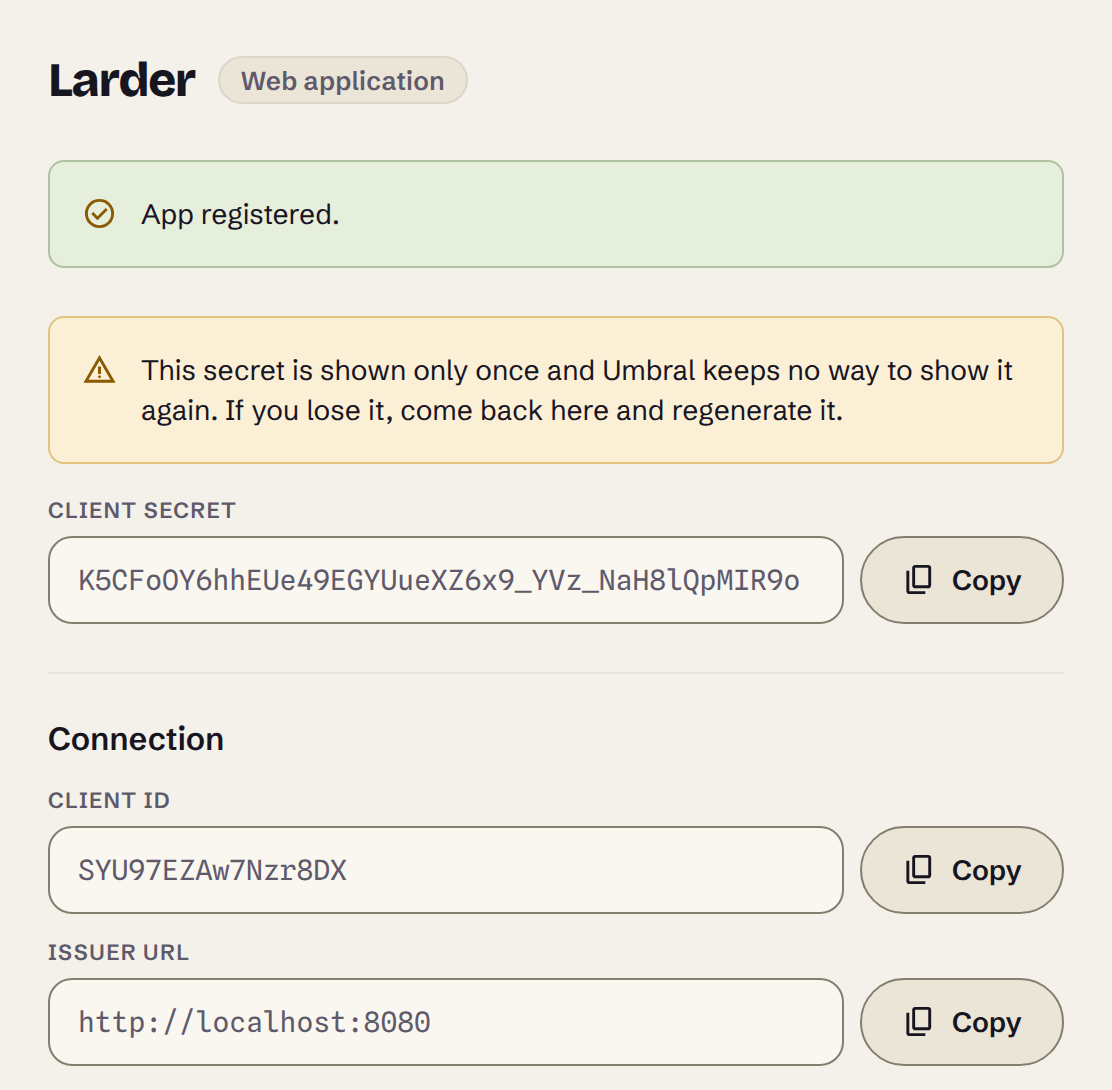 Larder
Web application
App registered.
This secret is shown only once and Umbral keeps no way to show it
again. If you lose it, come back here and regenerate it.
CLIENT SECRET
K5CFoOY6hhEUe49EGYUueXZ6x9_YVz_NaH8lQpMIR9o
Copy
Connection
CLIENT ID
SYU97EZAw7Nzr8DX
Copy
ISSUER URL
http://localhost:8080
Copy